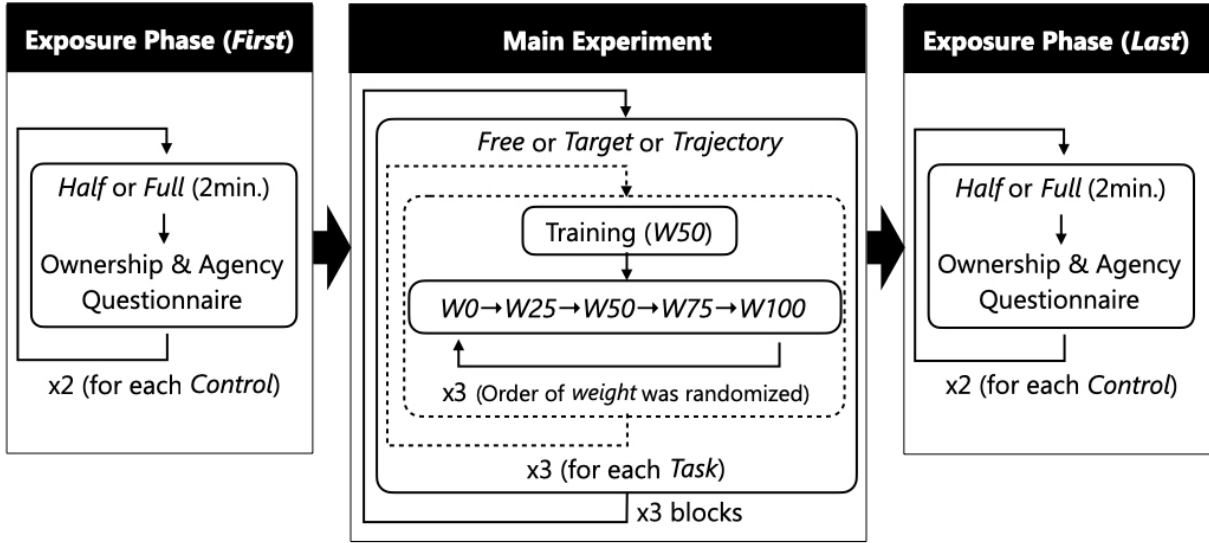 Exposure Phase (First)
Half or Full (2min.)
Ownership & Agency
Questionnaire
x2 (for each Control)
Main Experiment
Free or Target or Trajectory
Training (W50)
W0→W25→W50→W75→W100
x3 (Order of weight was randomized)
x3 (for each Task)
x3 blocks
Exposure Phase (Last)
Half or Full (2min.)
Ownership & Agency
Questionnaire
x2 (for each Control)